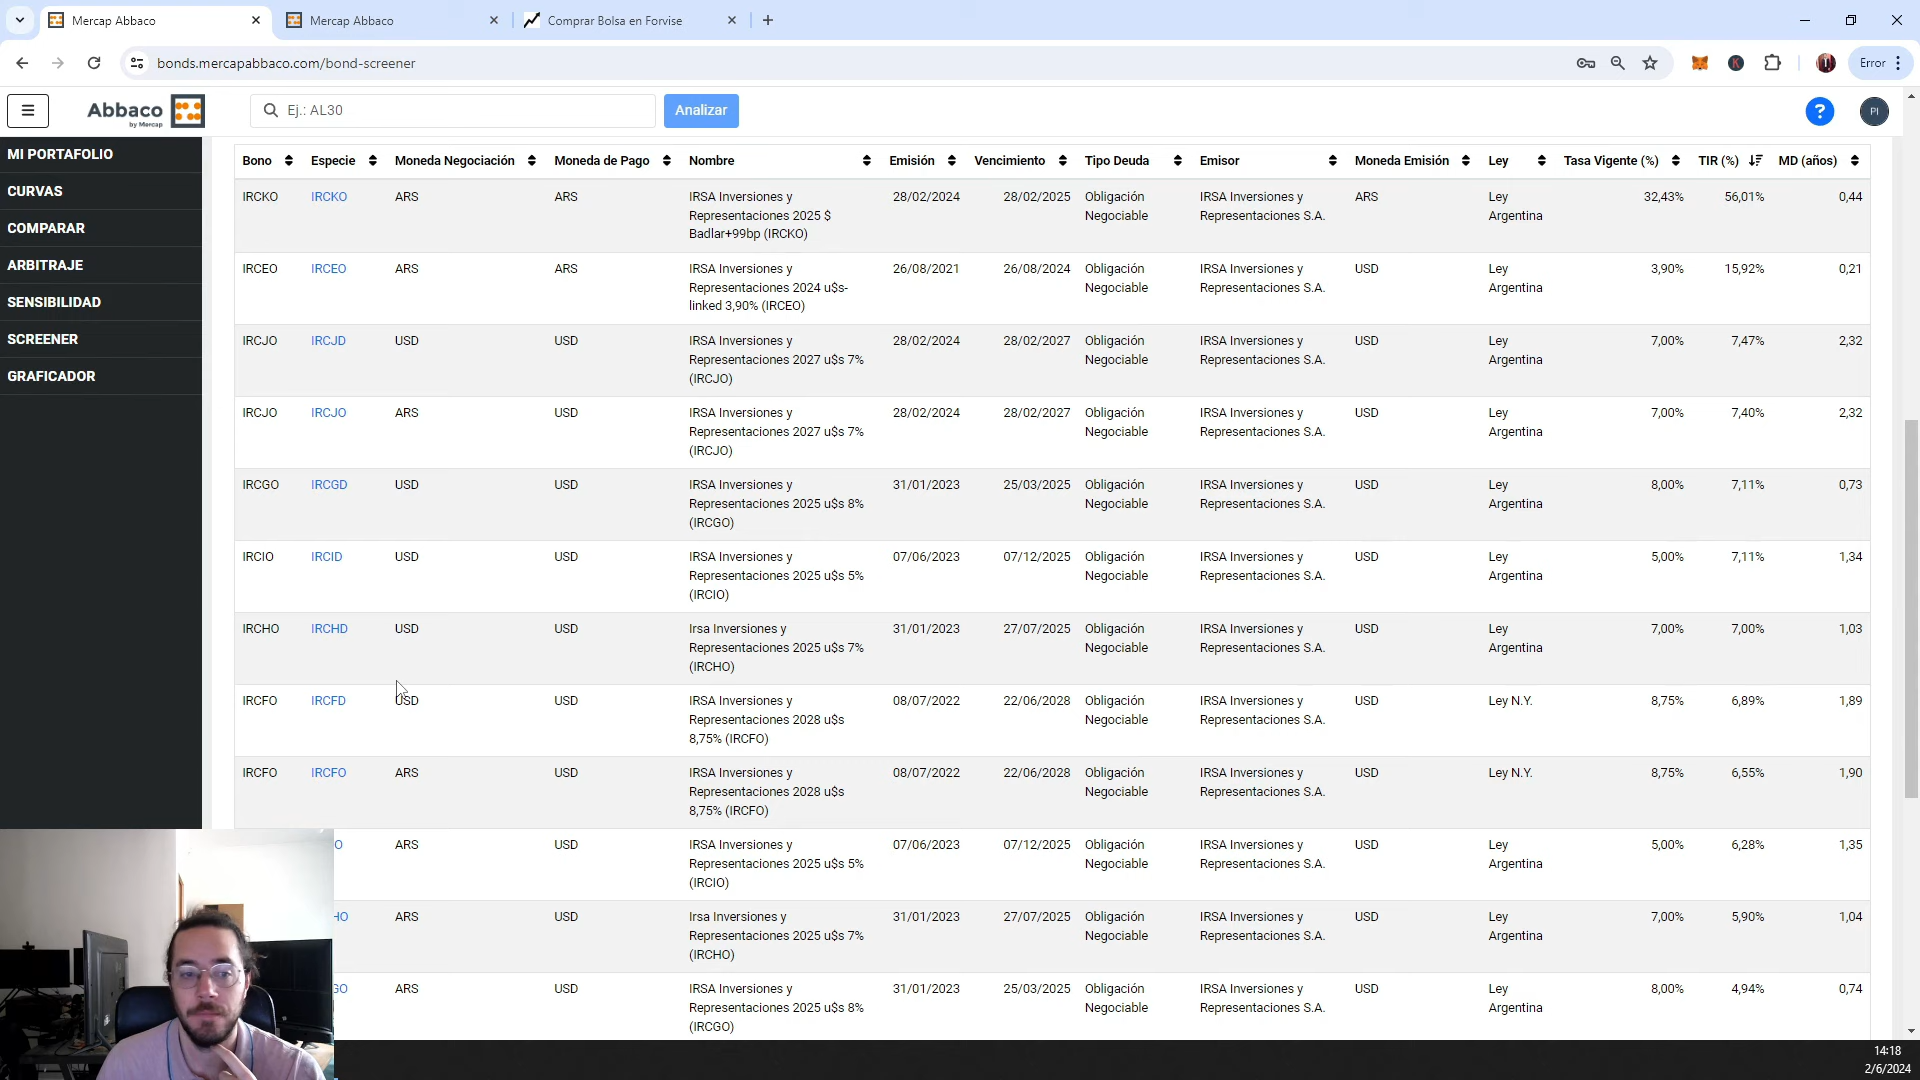 Mercap Abbaco
Mercap Abbaco
Comprar Bolsa en Forvise
bonds.mercapabbaco.com/bond-screener
K
Error
Abbaco
by Mercap
Ej.: AL30
Analizar
?
PI
MI PORTAFOLIO
CURVAS
COMPARAR
ARBITRAJE
SENSIBILIDAD
SCREENER
GRAFICADOR
Bono Especie Moneda Negociación Moneda de Pago Nombre Emisión Vencimiento Tipo Deuda Emisor Moneda Emisión Ley Tasa Vigente (%) TIR (%) MD (años)
IRCKO IRCKO ARS ARS IRSA Inversiones y 28/02/2024 28/02/2025 Obligación IRSA Inversiones y ARS Ley 32,43% 56,01% 0,44
Representaciones 2025 $ Negociable Representaciones S.A. Argentina
Badlar+99bp (IRCKO)
IRCEO IRCEO ARS ARS IRSA Inversiones y 26/08/2021 26/08/2024 Obligación IRSA Inversiones y USD Ley 3,90% 15,92% 0,21
Representaciones 2024 u$s- Negociable Representaciones S.A. Argentina
linked 3,90% (IRCEO)
IRCJO IRCJD USD USD IRSA Inversiones y 28/02/2024 28/02/2027 Obligación IRSA Inversiones y USD Ley 7,00% 7,47% 2,32
Representaciones 2027 u$s 7% Negociable Representaciones S.A. Argentina
(IRCJO)
IRCJO IRCJO ARS USD IRSA Inversiones y 28/02/2024 28/02/2027 Obligación IRSA Inversiones y USD Ley 7,00% 7,40% 2,32
Representaciones 2027 u$s 7% Negociable Representaciones S.A. Argentina
(IRCJO)
IRCGO IRCGD USD USD IRSA Inversiones y 31/01/2023 25/03/2025 Obligación IRSA Inversiones y USD Ley 8,00% 7,11% 0,73
Representaciones 2025 u$s 8% Negociable Representaciones S.A. Argentina
(IRCGO)
IRCIO IRCID USD USD IRSA Inversiones y 07/06/2023 07/12/2025 Obligación IRSA Inversiones y USD Ley 5,00% 7,11% 1,34
Representaciones 2025 u$s 5% Negociable Representaciones S.A. Argentina
(IRCIO)
IRCHO IRCHD USD USD Irsa Inversiones y 31/01/2023 27/07/2025 Obligación IRSA Inversiones y USD Ley 7,00% 7,00% 1,03
Representaciones 2025 u$s 7% Negociable Representaciones S.A. Argentina
(IRCHO)
IRCFO IRCFD USD USD IRSA Inversiones y 08/07/2022 22/06/2028 Obligación IRSA Inversiones y USD Ley N.Y. 8,75% 6,89% 1,89
Representaciones 2028 u$s Negociable Representaciones S.A.
8,75% (IRCFO)
IRCFO IRCFO ARS USD IRSA Inversiones y 08/07/2022 22/06/2028 Obligación IRSA Inversiones y USD Ley N.Y. 8,75% 6,55% 1,90
Representaciones 2028 u$s Negociable Representaciones S.A.
8,75% (IRCFO)
O ARS USD IRSA Inversiones y 07/06/2023 07/12/2025 Obligación IRSA Inversiones y USD Ley 5,00% 6,28% 1,35
Representaciones 2025 u$s 5% Negociable Representaciones S.A. Argentina
(IRCIO)
HO ARS USD Irsa Inversiones y 31/01/2023 27/07/2025 Obligación IRSA Inversiones y USD Ley 7,00% 5,90% 1,04
Representaciones 2025 u$s 7% Negociable Representaciones S.A. Argentina
(IRCHO)
GO ARS USD IRSA Inversiones y 31/01/2023 25/03/2025 Obligación IRSA Inversiones y USD Ley 8,00% 4,94% 0,74
Representaciones 2025 u$s 8% Negociable Representaciones S.A. Argentina
(IRCGO)
14:18
2/6/2024